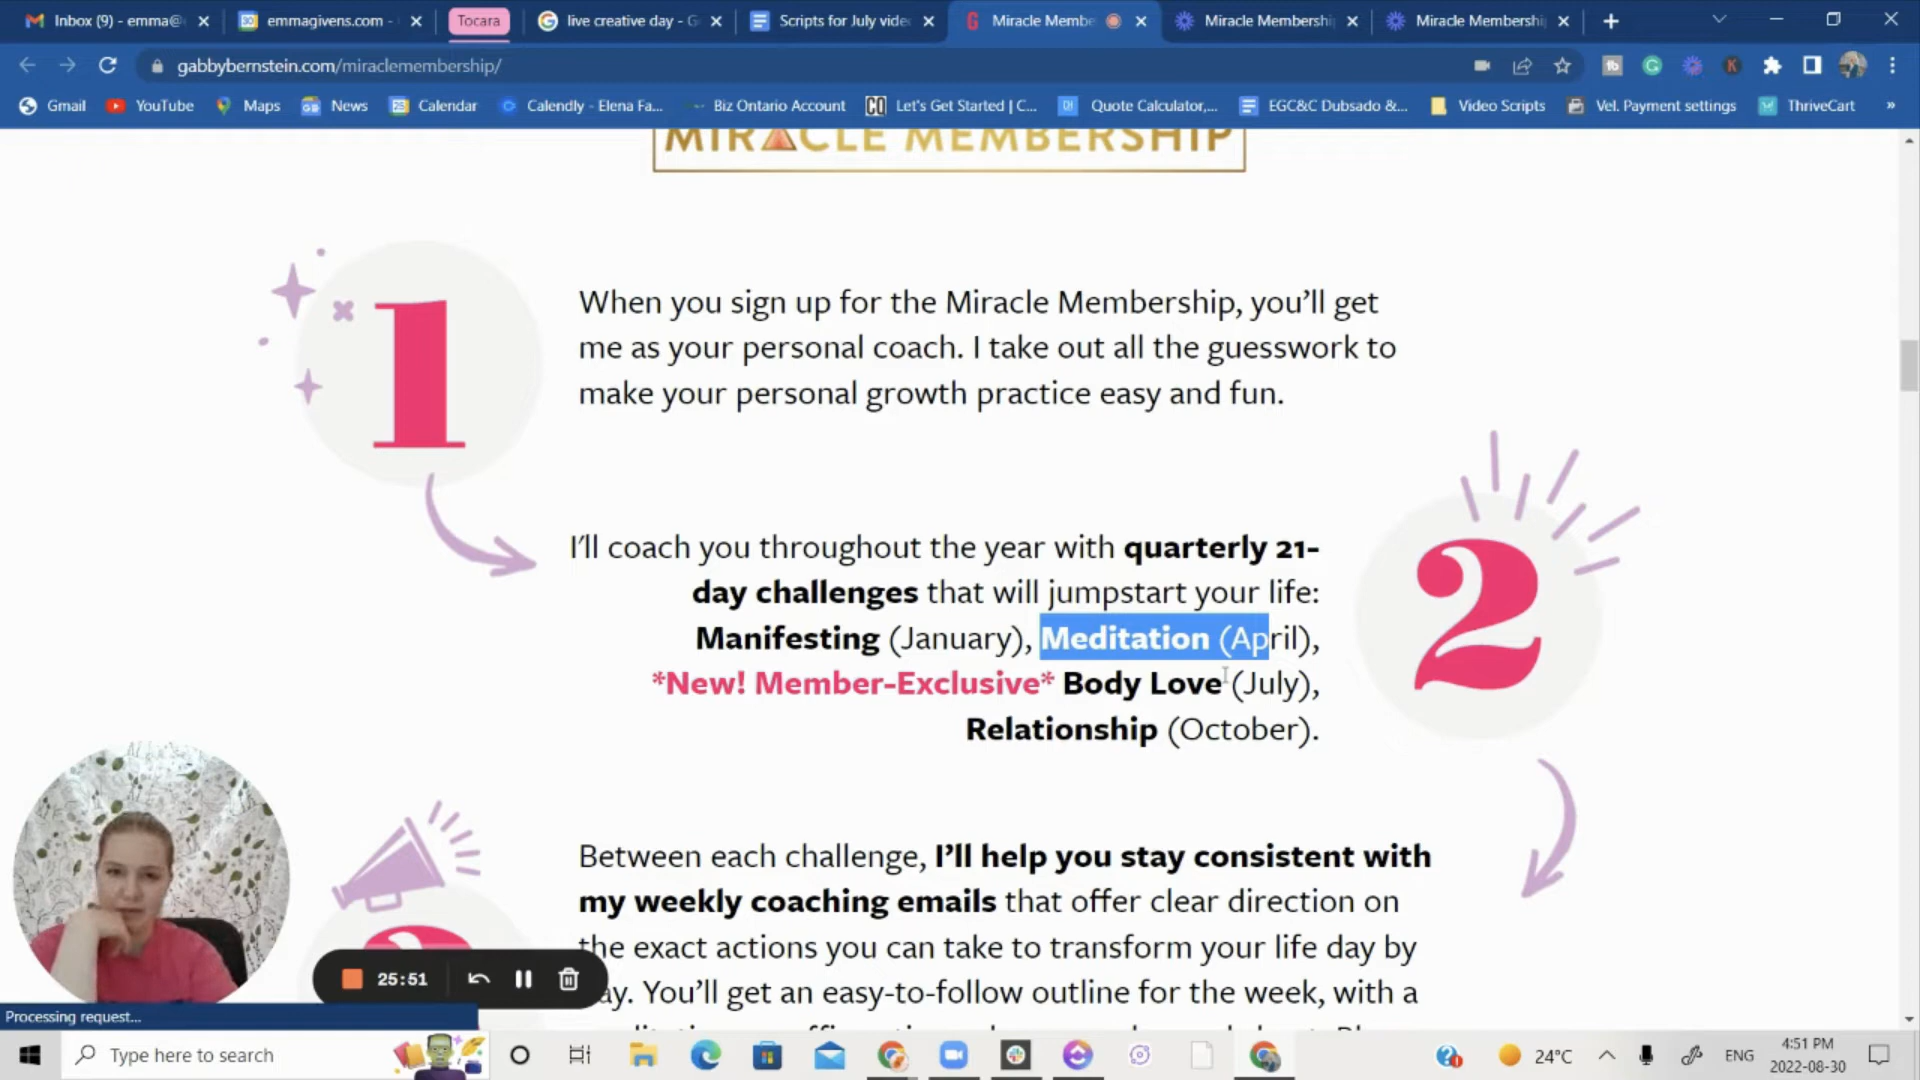 Inbox (9) - emma@
emmagivens.com -
Tocara
live creative day - G
Scripts for July video
Miracle Membe
Miracle Membershi
Miracle Membershi
gabbybernstein.com/miraclemembership/
Gmail
YouTube
Maps
News
Calendar
Calendly - Elena Fa...
Biz Ontario Account
Let's Get Started | C...
Quote Calculator,...
EGC&C Dubsado &...
Video Scripts
Vel. Payment settings
ThriveCart
»
MIRACLE MEMBERSHIP
1
When you sign up for the Miracle Membership, you'll get
me as your personal coach. I take out all the guesswork to
make your personal growth practice easy and fun.
2
I'll coach you throughout the year with quarterly 21-
day challenges that will jumpstart your life:
Manifesting (January), Meditation (April),
*New! Member-Exclusive* Body Love (July),
Relationship (October).
Between each challenge, I'll help you stay consistent with
my weekly coaching emails that offer clear direction on
the exact actions you can take to transform your life day by
ay. You'll get an easy-to-follow outline for the week, with a
25:51
Processing request...
Type here to search
24°C
ENG
4:51 PM
2022-08-30